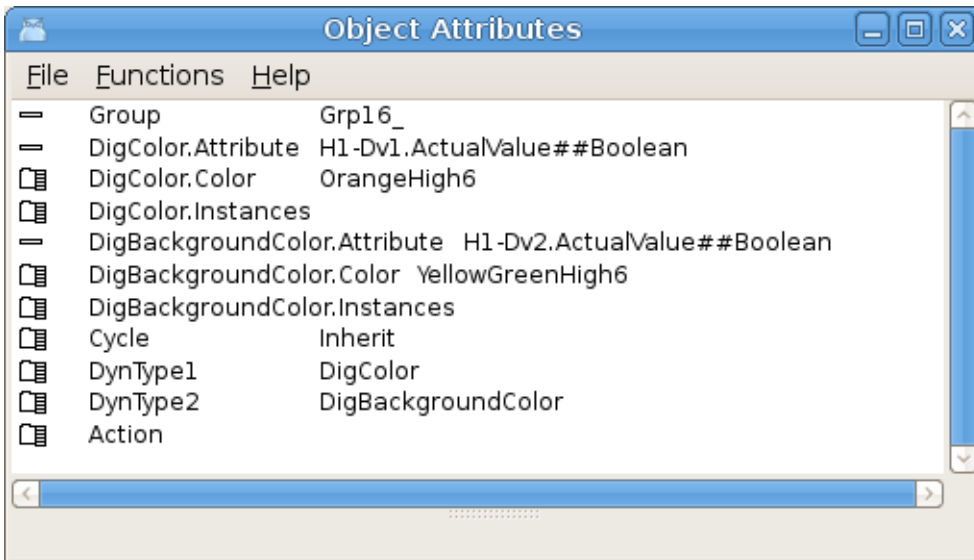 Object Attributes
File Functions Help
Group Grp16_
DigColor.Attribute H1-Dv1.ActualValue##Boolean
DigColor.Color OrangeHigh6
DigColor.Instances
DigBackgroundColor.Attribute H1-Dv2.ActualValue##Boolean
DigBackgroundColor.Color YellowGreenHigh6
DigBackgroundColor.Instances
Cycle Inherit
DynType1 DigColor
DynType2 DigBackgroundColor
Action